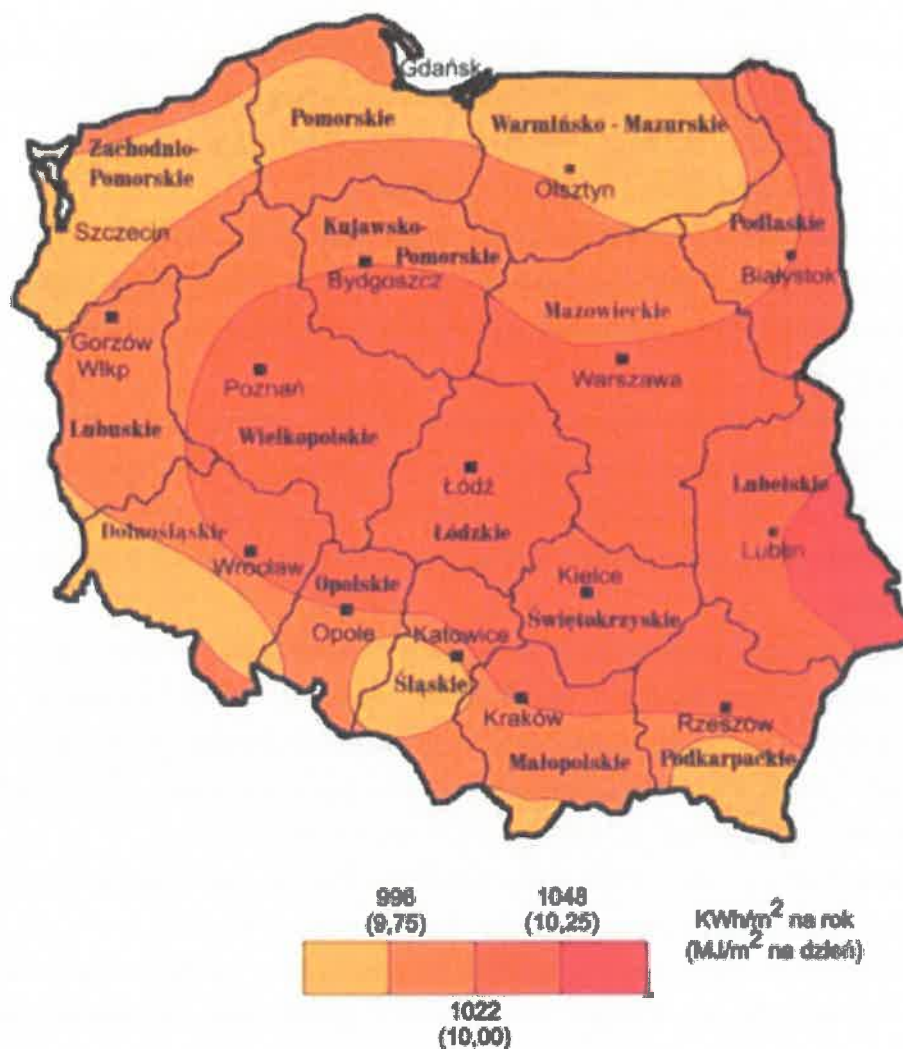 Gdańsk
Pomorskie
Warmińsko - Mazurskie
Zachodnio-
Pomorskie
Olsztyn
Szczecin
Kujawsko-
Pomorskie
Podlaskie
Bydgoszcz
Białystok
Mazowieckie
Gorzów
Wlkp
Poznań
Warszawa
Lubuskie
Wielkopolskie
Łódź
Lubelskie
Dolnośląskie
Łódzkie
Lublin
Wrocław
Opolskie
Kielce
Świętokrzyskie
Opole
Katowice
Śląskie
Kraków
Rzeszów
Małopolskie
Podkarpackie
998
(9,75)
1048
(10,25)
KWh/m² na rok
(MJ/m² na dzień)
1022
(10,00)